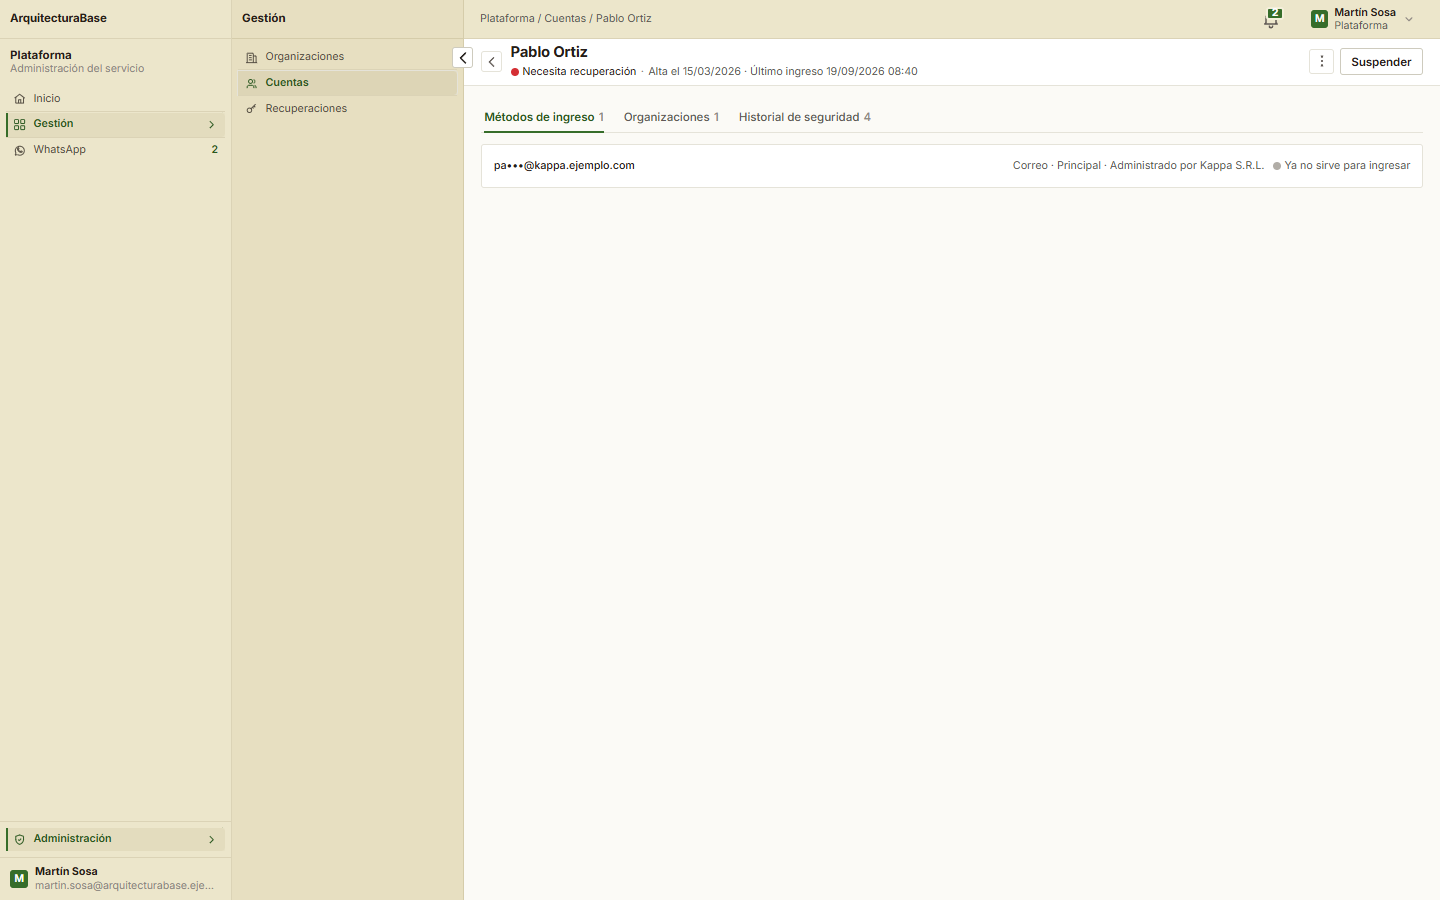 ArquitecturaBase
Plataforma
Administración del servicio
Inicio
Gestión
WhatsApp 2
Administración
M
Martín Sosa
martin.sosa@arquitecturabase.eje...
Gestión
Organizaciones
Cuentas
Recuperaciones
Plataforma / Cuentas / Pablo Ortiz
2
M
Martín Sosa
Plataforma
Pablo Ortiz
Necesita recuperación · Alta el 15/03/2026 · Último ingreso 19/09/2026 08:40
Suspender
Métodos de ingreso 1 Organizaciones 1 Historial de seguridad 4
pa•••@kappa.ejemplo.com Correo · Principal · Administrado por Kappa S.R.L. Ya no sirve para ingresar